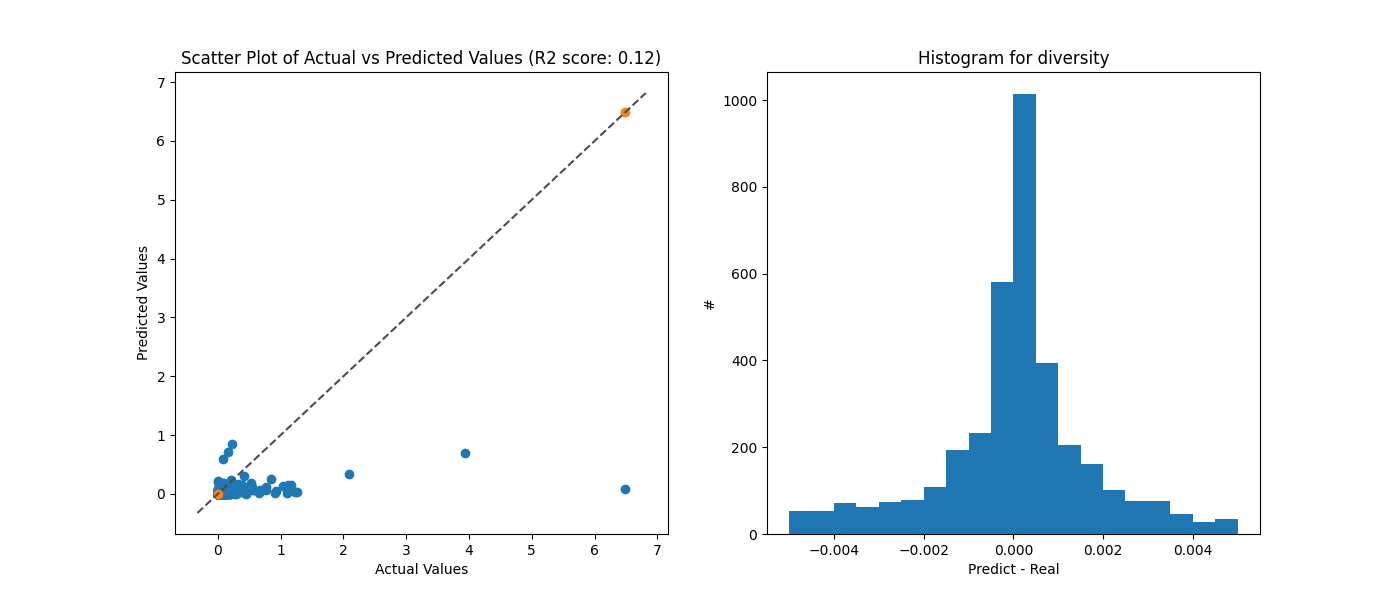 Scatter Plot of Actual vs Predicted Values (R2 score: 0.12)
7
6
5
4
3
2
1
0
Predicted Values
0 1 2 3 4 5 6 7
Actual Values
Histogram for diversity
1000
800
600
400
200
0
#
−0.004 −0.002 0.000 0.002 0.004
Predict - Real